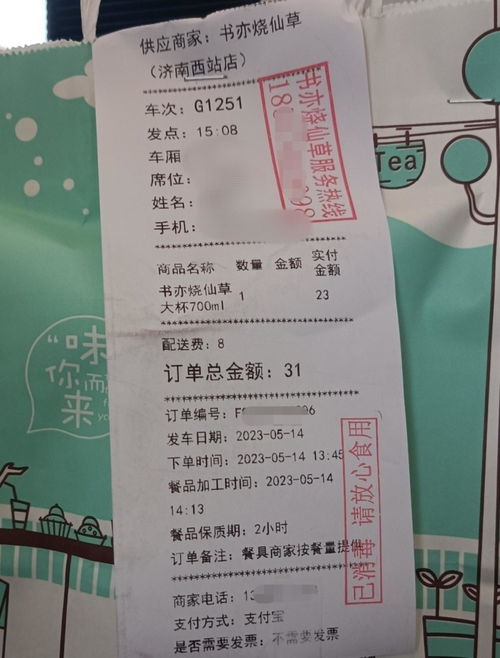 供应商家：书亦烧仙草
（济南西站店）
车次：G1251
发点：15:08
车厢
席位：
姓名：
手机：
书亦燦仙草服务热线
商品名称 数量 金额 实付金额
书亦烧仙草
大杯700ml 1 23
配送费：8
订单总金额：31
订单编号：
发车日期：2023-05-14
下单时间：2023-05-14 13:45
餐品加工时间：2023-05-14
14:13
餐品保质期：2小时
订单备注：餐具商家按餐量提供
已消毒 请放心食用
商家电话：
支付方式：支付宝
是否需要发票：不需要发票
Tea
“味
你而
来